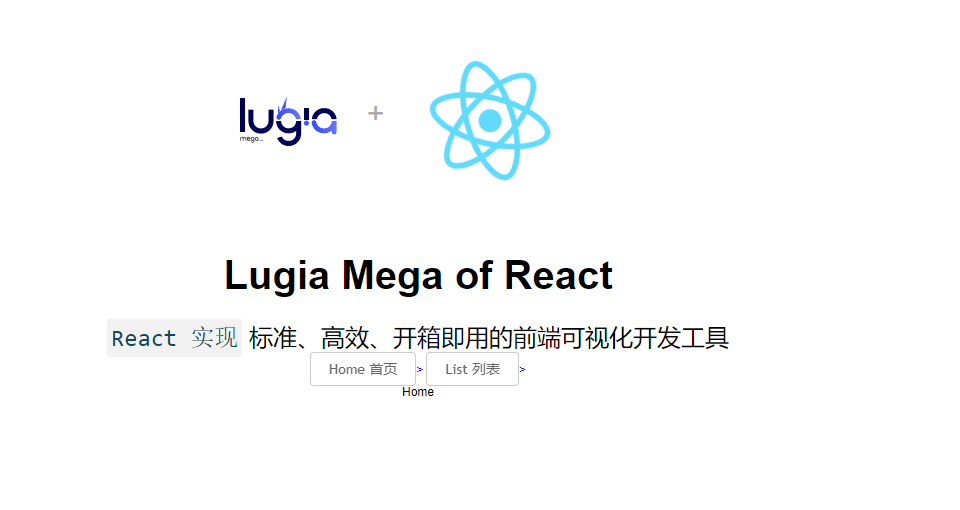 lugia
mega...
+
Lugia Mega of React
React 实现 标准、高效、开箱即用的前端可视化开发工具
Home 首页 > List 列表 >
Home